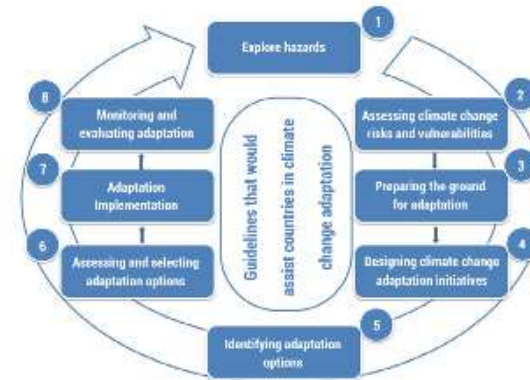 1
Explore hazards
2
Assessing climate change
risks and vulnerabilities
3
Preparing the ground
for adaptation
4
Designing climate change
adaptation initiatives
5
Identifying adaptation
options
6
Assessing and selecting
adaptation options
7
Adaptation
Implementation
8
Monitoring and
evaluating adaptation
Guidelines that would
assist countries in climate
change adaptation